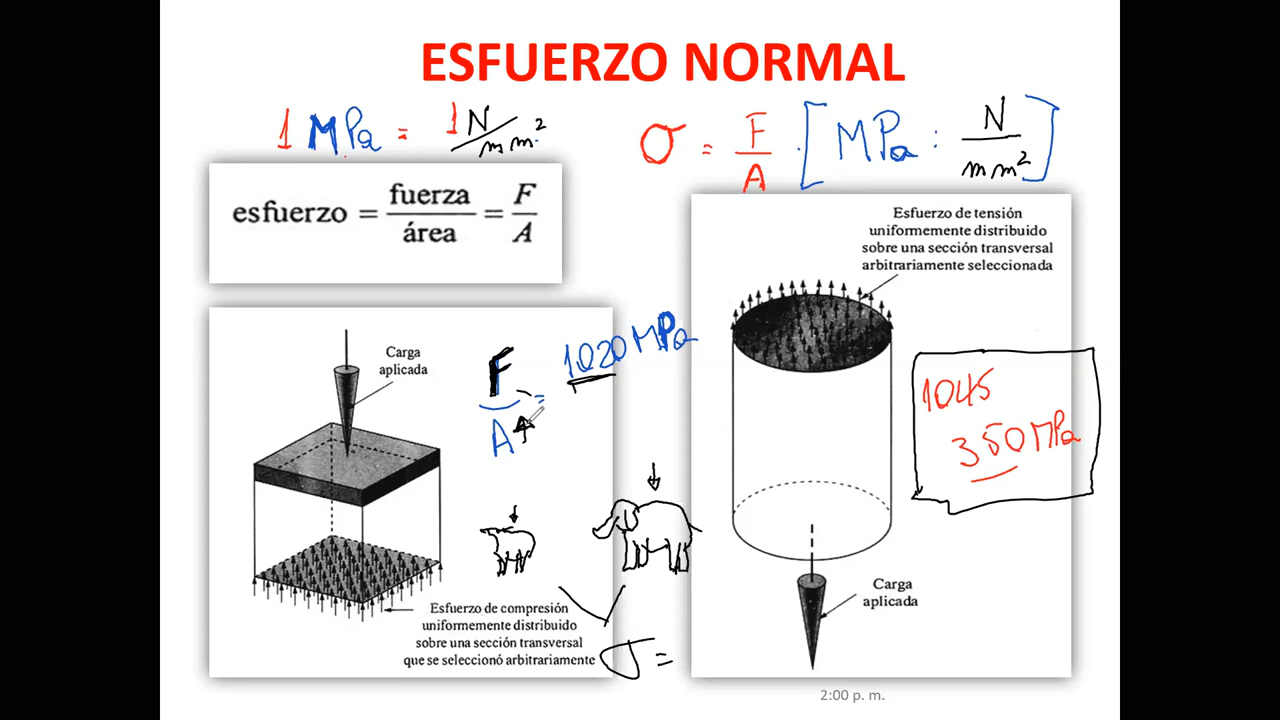 ESFUERZO NORMAL
1 MPa = 1 N/mm²
σ = F/A [MPa : N/mm²]
esfuerzo = fuerza/área = F/A
Esfuerzo de tensión
uniformemente distribuido
sobre una sección transversal
arbitrariamente seleccionada
Carga
aplicada
F/A = 1020 MPa
1045
350 MPa
Carga
aplicada
Esfuerzo de compresión
uniformemente distribuido
sobre una sección transversal
que se seleccionó arbitrariamente
σ =
2:00 p. m.